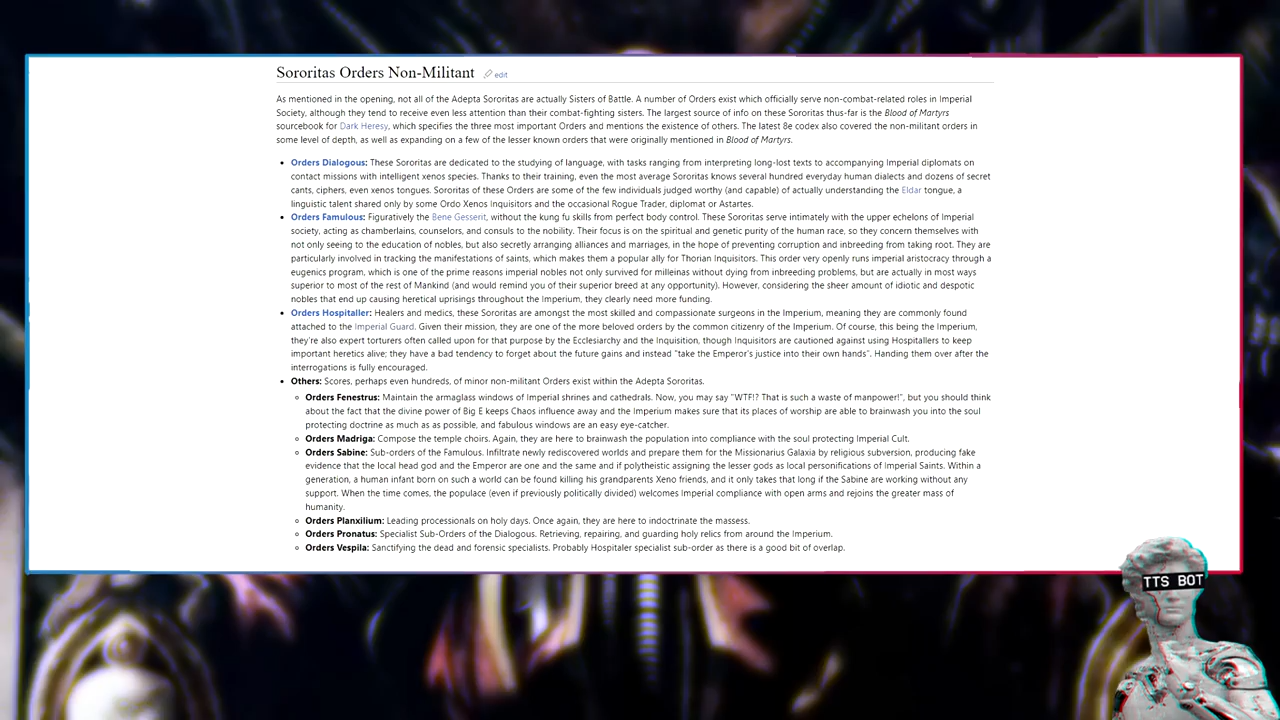 Sororitas Orders Non-Militant edit
As mentioned in the opening, not all of the Adepta Sororitas are actually Sisters of Battle. A number of Orders exist which officially serve non-combat-related roles in Imperial
Society, although they tend to receive even less attention than their combat-fighting sisters. The largest source of info on these Sororitas thus-far is the Blood of Martyrs
sourcebook for Dark Heresy, which specifies the three most important Orders and mentions the existence of others. The latest 8e codex also covered the non-militant orders in
some level of depth, as well as expanding on a few of the lesser known orders that were originally mentioned in Blood of Martyrs.
• Orders Dialogous: These Sororitas are dedicated to the studying of language, with tasks ranging from interpreting long-lost texts to accompanying Imperial diplomats on
contact missions with intelligent xenos species. Thanks to their training, even the most average Sororitas knows several hundred everyday human dialects and dozens of secret
cants, ciphers, even xenos tongues. Sororitas of these Orders are some of the few individuals judged worthy (and capable) of actually understanding the Eldar tongue, a
linguistic talent shared only by some Ordo Xenos Inquisitors and the occasional Rogue Trader, diplomat or Astartes.
• Orders Famulous: Figuratively the Bene Gesserit, without the kung fu skills from perfect body control. These Sororitas serve intimately with the upper echelons of Imperial
society, acting as chamberlains, counselors, and consuls to the nobility. Their focus is on the spiritual and genetic purity of the human race, so they concern themselves with
not only seeing to the education of nobles, but also secretly arranging alliances and marriages, in the hope of preventing corruption and inbreeding from taking root. They are
particularly involved in tracking the manifestations of saints, which makes them a popular ally for Thorian Inquisitors. This order very openly runs imperial aristocracy through a
eugenics program, which is one of the prime reasons imperial nobles not only survived for milleinas without dying from inbreeding problems, but are actually in most ways
superior to most of the rest of Mankind (and would remind you of their superior breed at any opportunity). However, considering the sheer amount of idiotic and despotic
nobles that end up causing heretical uprisings throughout the Imperium, they clearly need more funding.
• Orders Hospitaller: Healers and medics, these Sororitas are amongst the most skilled and compassionate surgeons in the Imperium, meaning they are commonly found
attached to the Imperial Guard. Given their mission, they are one of the more beloved orders by the common citizenry of the Imperium. Of course, this being the Imperium,
they're also expert torturers often called upon for that purpose by the Ecclesiarchy and the Inquisition, though Inquisitors are cautioned against using Hospitallers to keep
important heretics alive; they have a bad tendency to forget about the future gains and instead "take the Emperor's justice into their own hands". Handing them over after the
interrogations is fully encouraged.
• Others: Scores, perhaps even hundreds, of minor non-militant Orders exist within the Adepta Sororitas.
◦ Orders Fenestrus: Maintain the armaglass windows of Imperial shrines and cathedrals. Now, you may say "WTF!? That is such a waste of manpower!", but you should think
about the fact that the divine power of Big E keeps Chaos influence away and the Imperium makes sure that its places of worship are able to brainwash you into the soul
protecting doctrine as much as as possible, and fabulous windows are an easy eye-catcher.
◦ Orders Madriga: Compose the temple choirs. Again, they are here to brainwash the population into compliance with the soul protecting Imperial Cult.
◦ Orders Sabine: Sub-orders of the Famulous. Infiltrate newly rediscovered worlds and prepare them for the Missionarius Galaxia by religious subversion, producing fake
evidence that the local head god and the Emperor are one and the same and if polytheistic assigning the lesser gods as local personifications of Imperial Saints. Within a
generation, a human infant born on such a world can be found killing his grandparents Xeno friends, and it only takes that long if the Sabine are working without any
support. When the time comes, the populace (even if previously politically divided) welcomes Imperial compliance with open arms and rejoins the greater mass of
humanity.
◦ Orders Planxilium: Leading processionals on holy days. Once again, they are here to indoctrinate the massess.
◦ Orders Pronatus: Specialist Sub-Orders of the Dialogous. Retrieving, repairing, and guarding holy relics from around the Imperium.
◦ Orders Vespila: Sanctifying the dead and forensic specialists. Probably Hospitaler specialist sub-order as there is a good bit of overlap.
TTS BOT